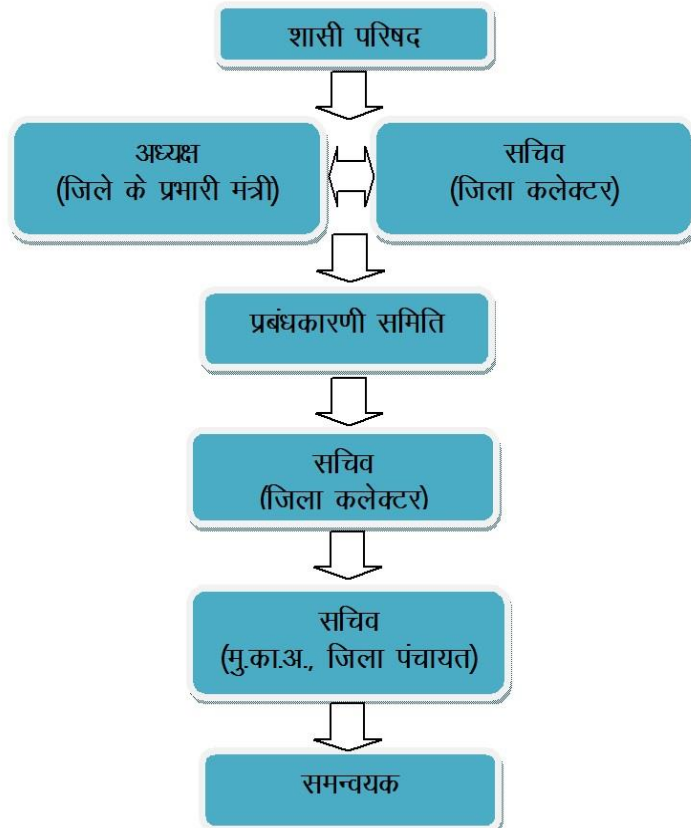 शासी परिषद
अध्यक्ष
(जिले के प्रभारी मंत्री)
सचिव
(जिला कलेक्टर)
प्रबंधकारणी समिति
सचिव
(जिला कलेक्टर)
सचिव
(मु.का.अ., जिला पंचायत)
समन्वयक